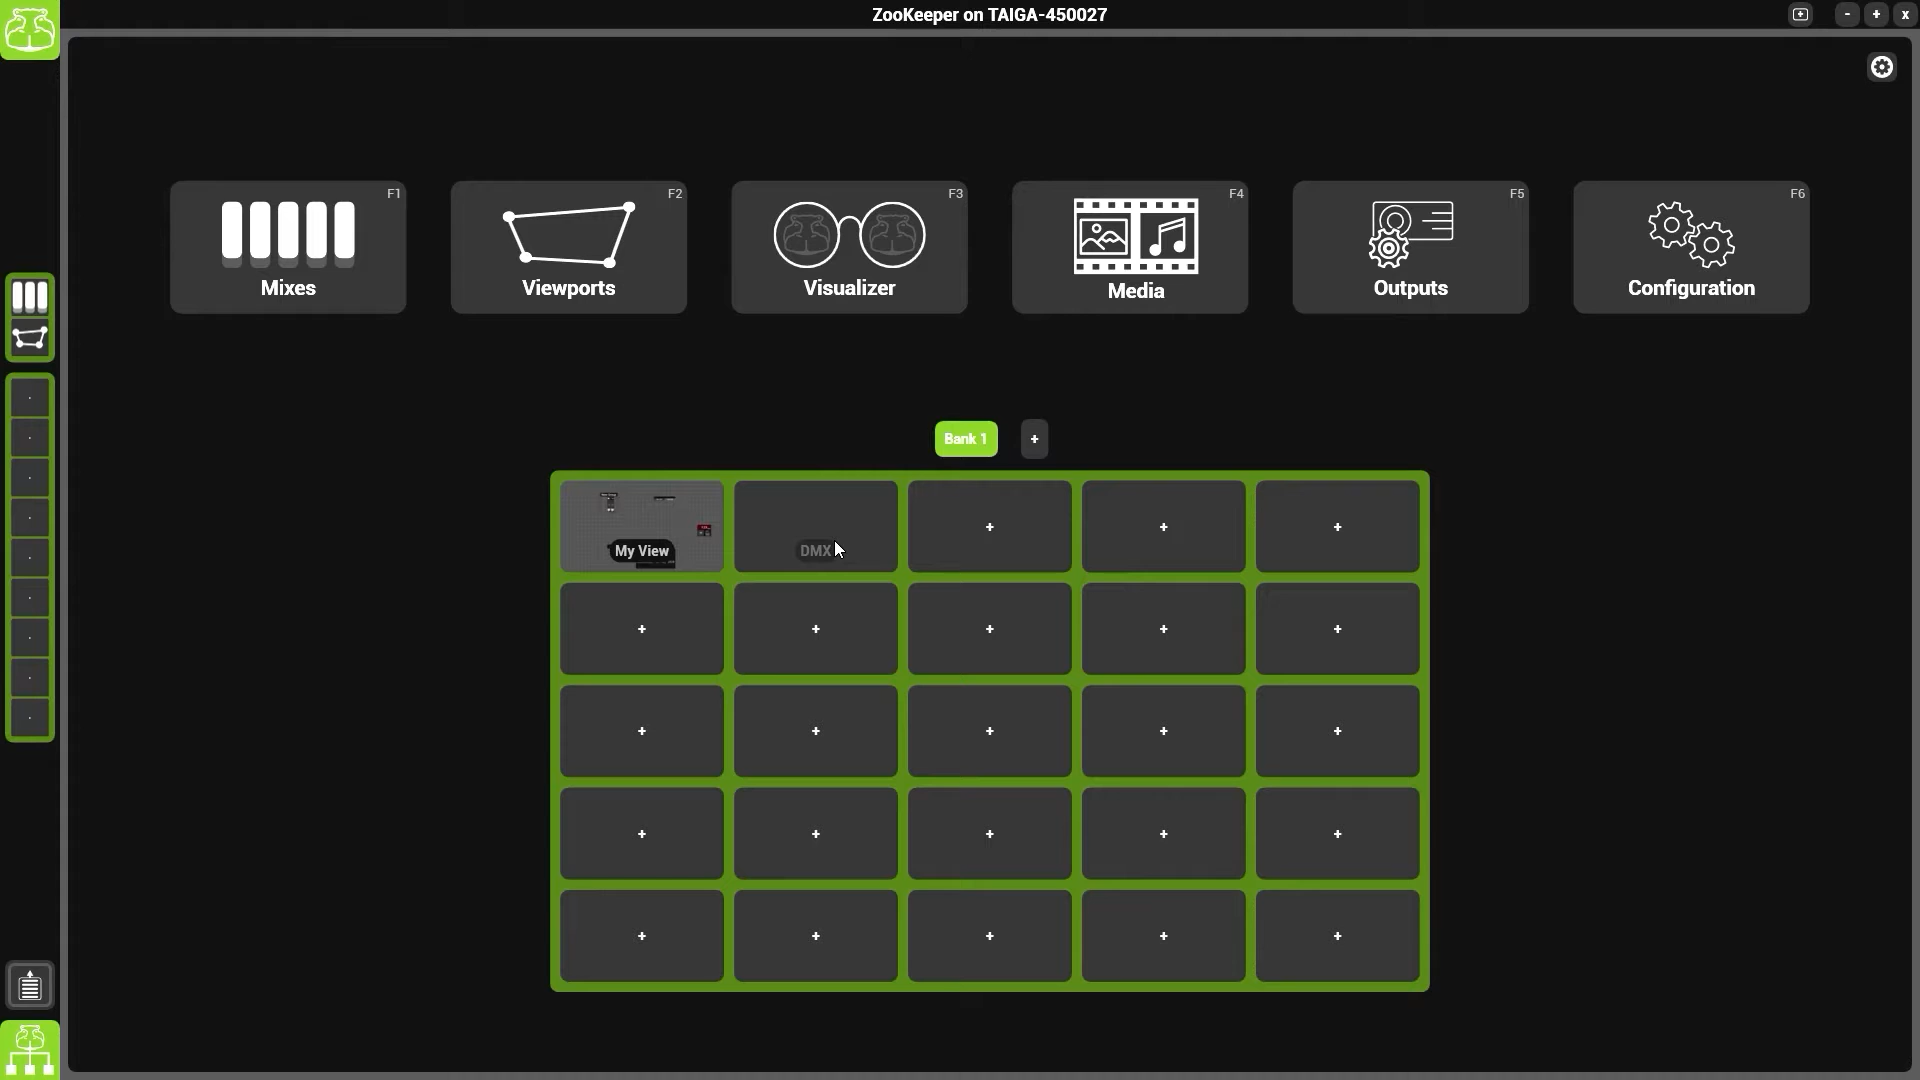 ZooKeeper on TAIGA-450027
- + x
F1 F2 F3 F4 F5 F6
Mixes Viewports Visualizer Media Outputs Configuration
Bank 1 +
My View DMX + + +
+ + + + +
+ + + + +
+ + + + +
+ + + + +